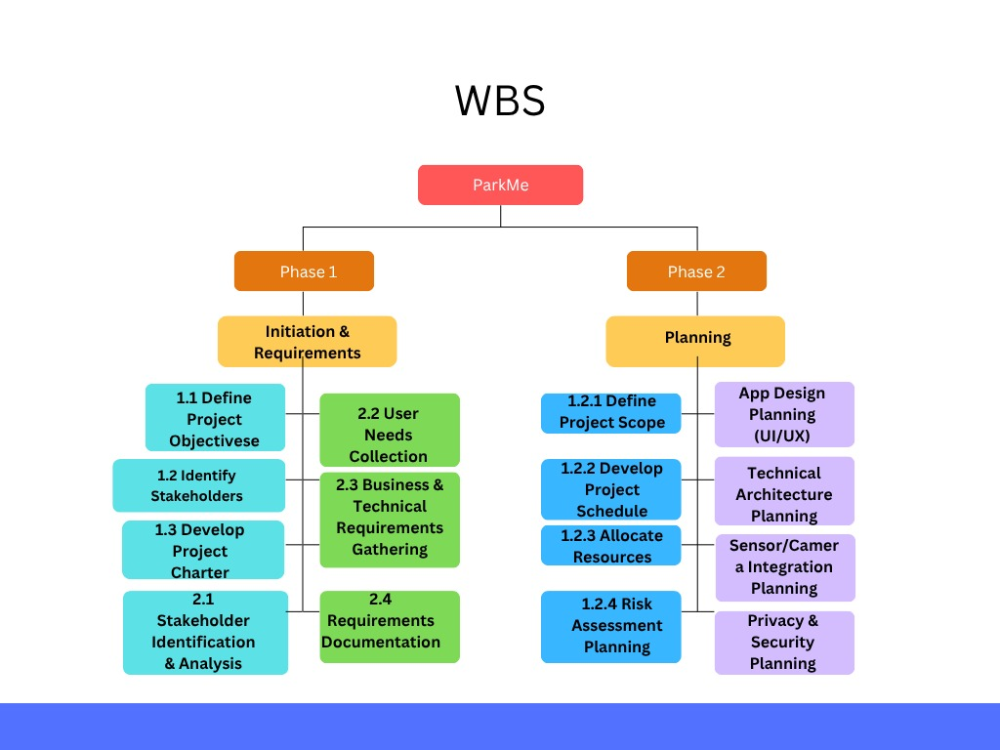 WBS
ParkMe
Phase 1
Phase 2
Initiation &
Requirements
Planning
1.1 Define
Project
Objectivese
1.2 Identify
Stakeholders
1.3 Develop
Project
Charter
2.1
Stakeholder
Identification
& Analysis
2.2 User
Needs
Collection
2.3 Business &
Technical
Requirements
Gathering
2.4
Requirements
Documentation
1.2.1 Define
Project Scope
1.2.2 Develop
Project
Schedule
1.2.3 Allocate
Resources
1.2.4 Risk
Assessment
Planning
App Design
Planning
(UI/UX)
Technical
Architecture
Planning
Sensor/Camer
a Integration
Planning
Privacy &
Security
Planning